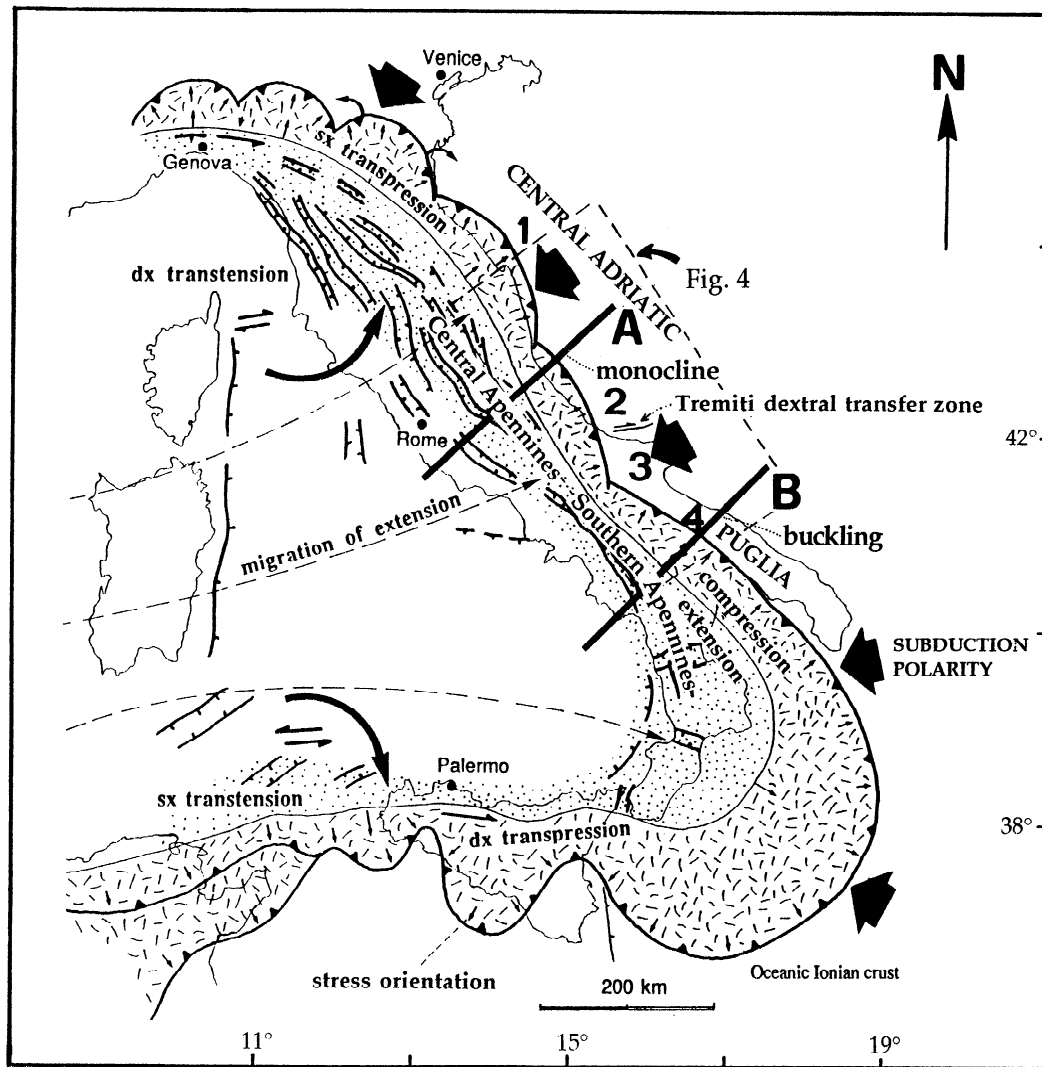 Venice
N
Genova
sx transpression
CENTRAL ADRIATIC
1
dx transtension
Fig. 4
A
Central Apennines-
monocline
2
Tremiti dextral transfer zone
Rome
42°
3
B
4
migration of extension
Southern Apennines-
PUGLIA
buckling
compression
extension
SUBDUCTION
POLARITY
Palermo
sx transtension
dx transpression
38°
stress orientation
Oceanic Ionian crust
200 km
11°
15°
19°